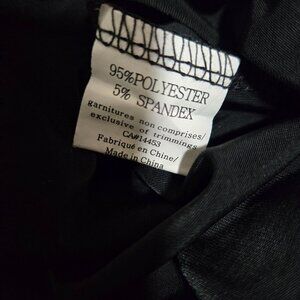 95%POLYESTER
5% SPANDEX
garnitures non comprises/
exclusive of trimmings
CA#14453
Fabriqué en Chine/
Made in China